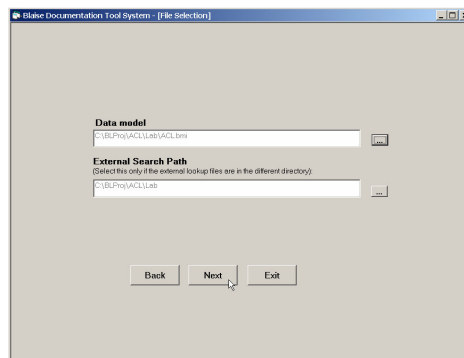 Blaise Documentation Tool System - [File Selection]
Data model
C:\BLProj\ACL\Lab\ACL.bmi
...
External Search Path
(Select this only if the external lookup files are in the different directory):
C:\BLProj\ACL\Lab
...
Back Next Exit